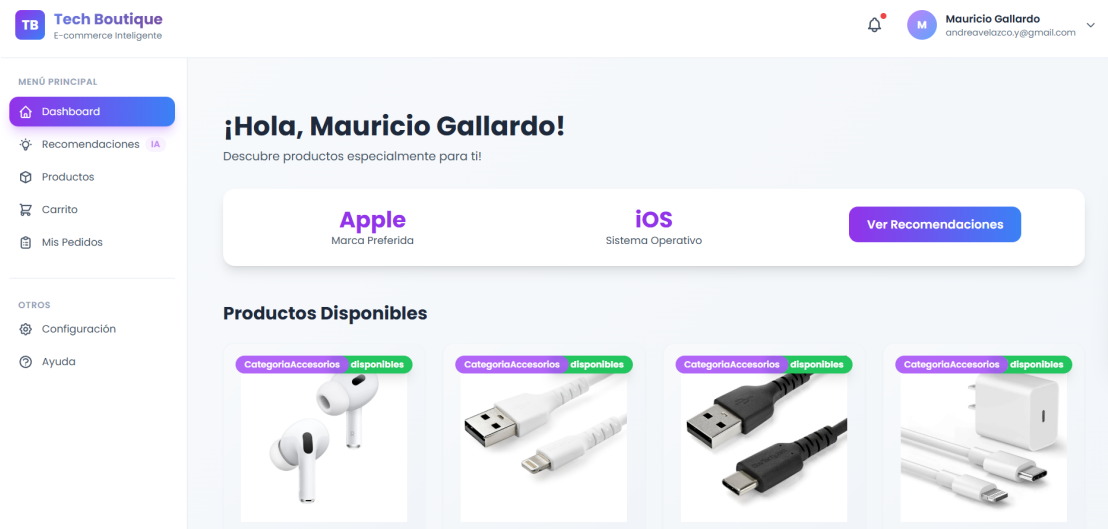 TB
Tech Boutique
E-commerce Inteligente
M
Mauricio Gallardo
andreavelazco.y@gmail.com
MENÚ PRINCIPAL
Dashboard
Recomendaciones IA
Productos
Carrito
Mis Pedidos
OTROS
Configuración
Ayuda
¡Hola, Mauricio Gallardo!
Descubre productos especialmente para ti!
Apple
Marca Preferida
iOS
Sistema Operativo
Ver Recomendaciones
Productos Disponibles
CategoriaAccesorios disponibles
CategoriaAccesorios disponibles
CategoriaAccesorios disponibles
CategoriaAccesorios disponibles